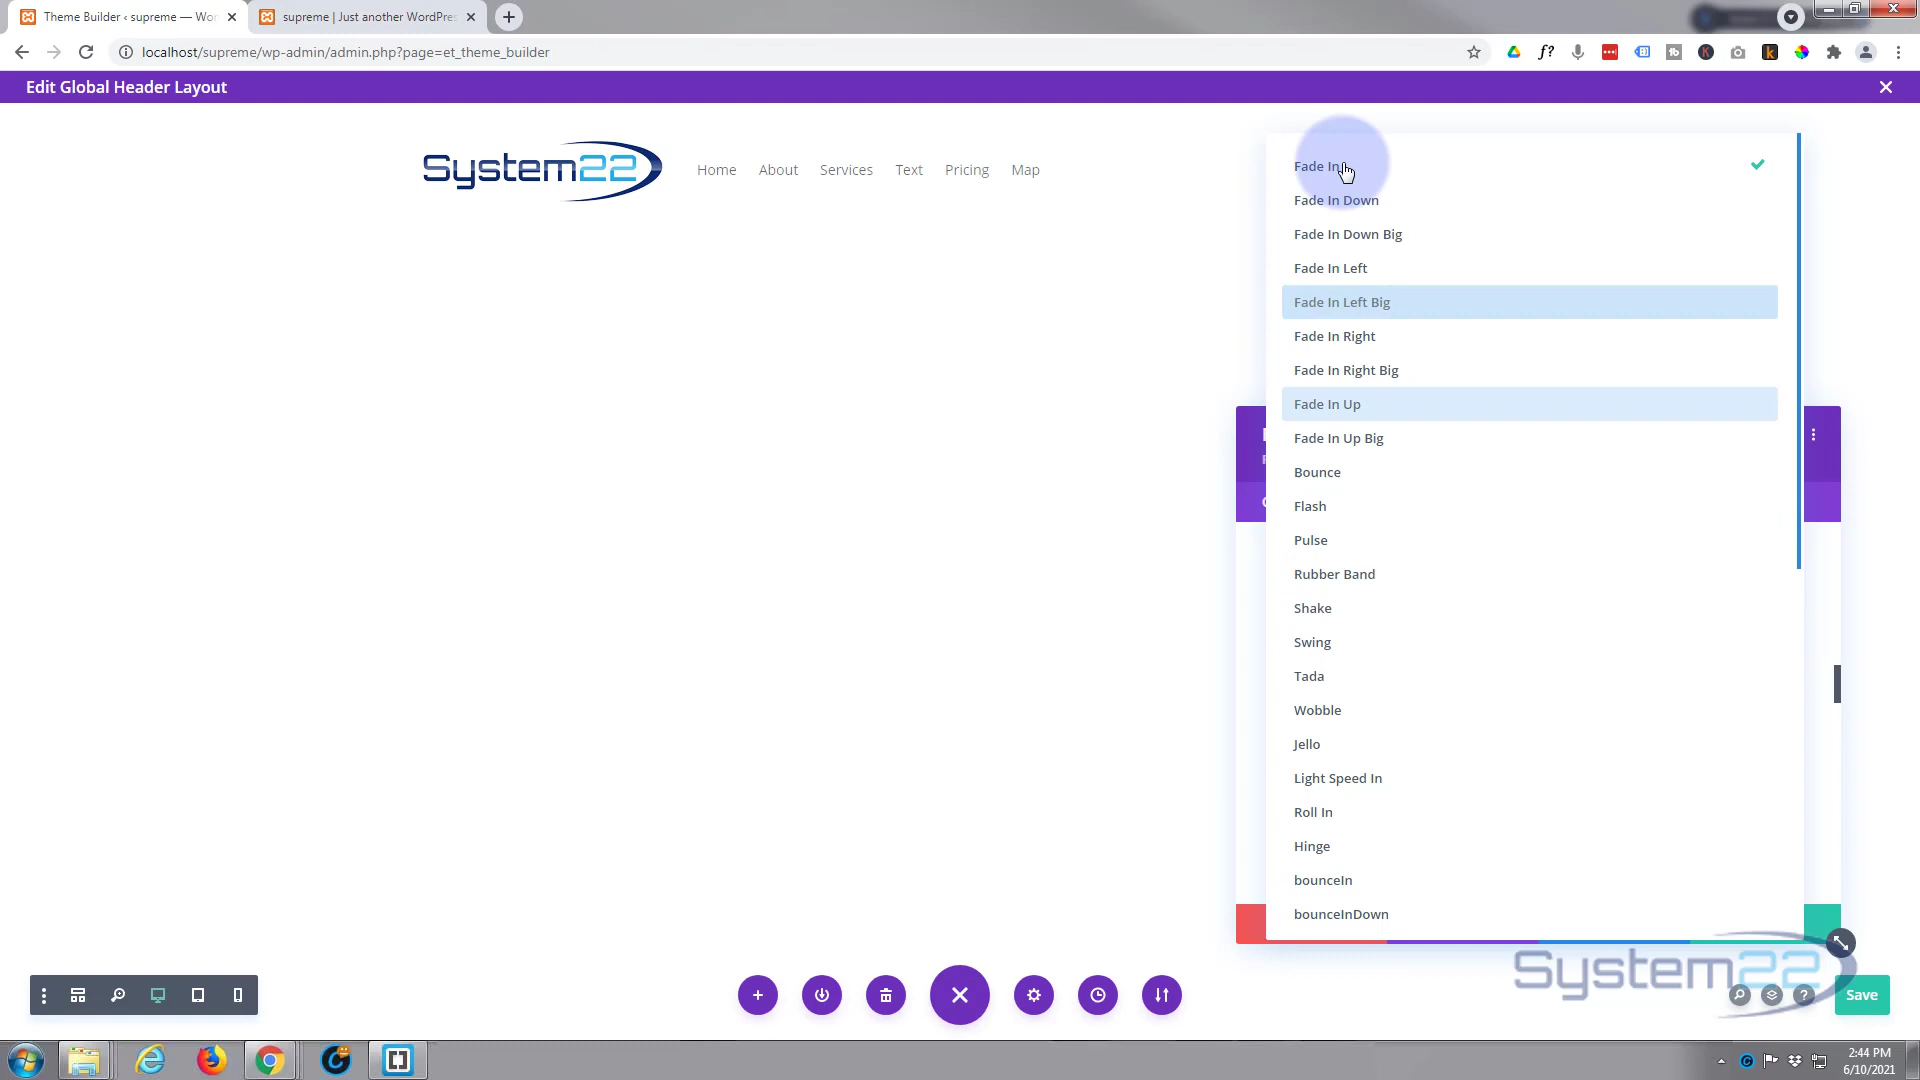 Theme Builder ‹ supreme — Wor
supreme | Just another WordPres
localhost/supreme/wp-admin/admin.php?page=et_theme_builder
Edit Global Header Layout
System22
Home
About
Services
Text
Pricing
Map
Fade In
Fade In Down
Fade In Down Big
Fade In Left
Fade In Left Big
Fade In Right
Fade In Right Big
Fade In Up
Fade In Up Big
Bounce
Flash
Pulse
Rubber Band
Shake
Swing
Tada
Wobble
Jello
Light Speed In
Roll In
Hinge
bounceIn
bounceInDown
System22
Save
2:44 PM
6/10/2021